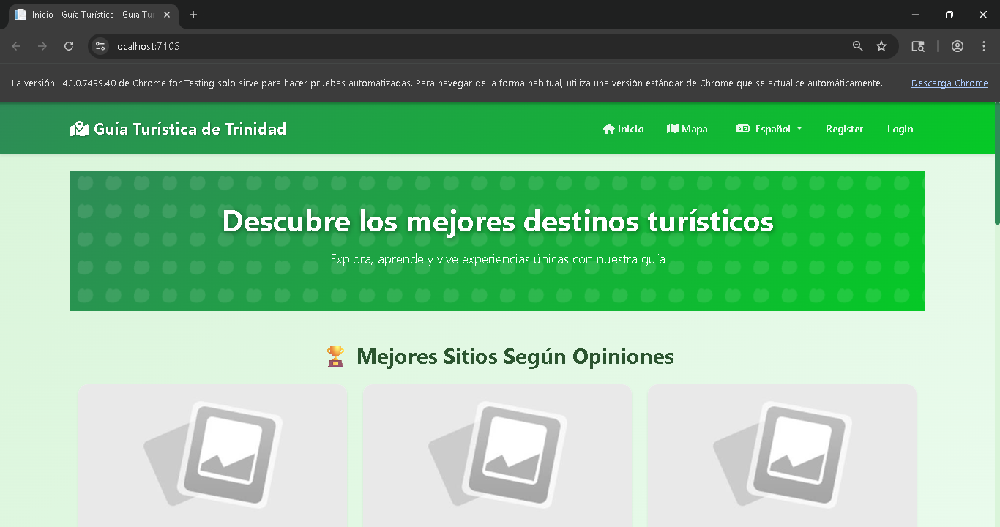 Inicio - Guía Turística - Guía Tu
localhost:7103
La versión 143.0.7499.40 de Chrome for Testing solo sirve para hacer pruebas automatizadas. Para navegar de la forma habitual, utiliza una versión estándar de Chrome que se actualice automáticamente.
Descarga Chrome
Guía Turística de Trinidad
Inicio
Mapa
Español
Register
Login
Descubre los mejores destinos turísticos
Explora, aprende y vive experiencias únicas con nuestra guía
Mejores Sitios Según Opiniones